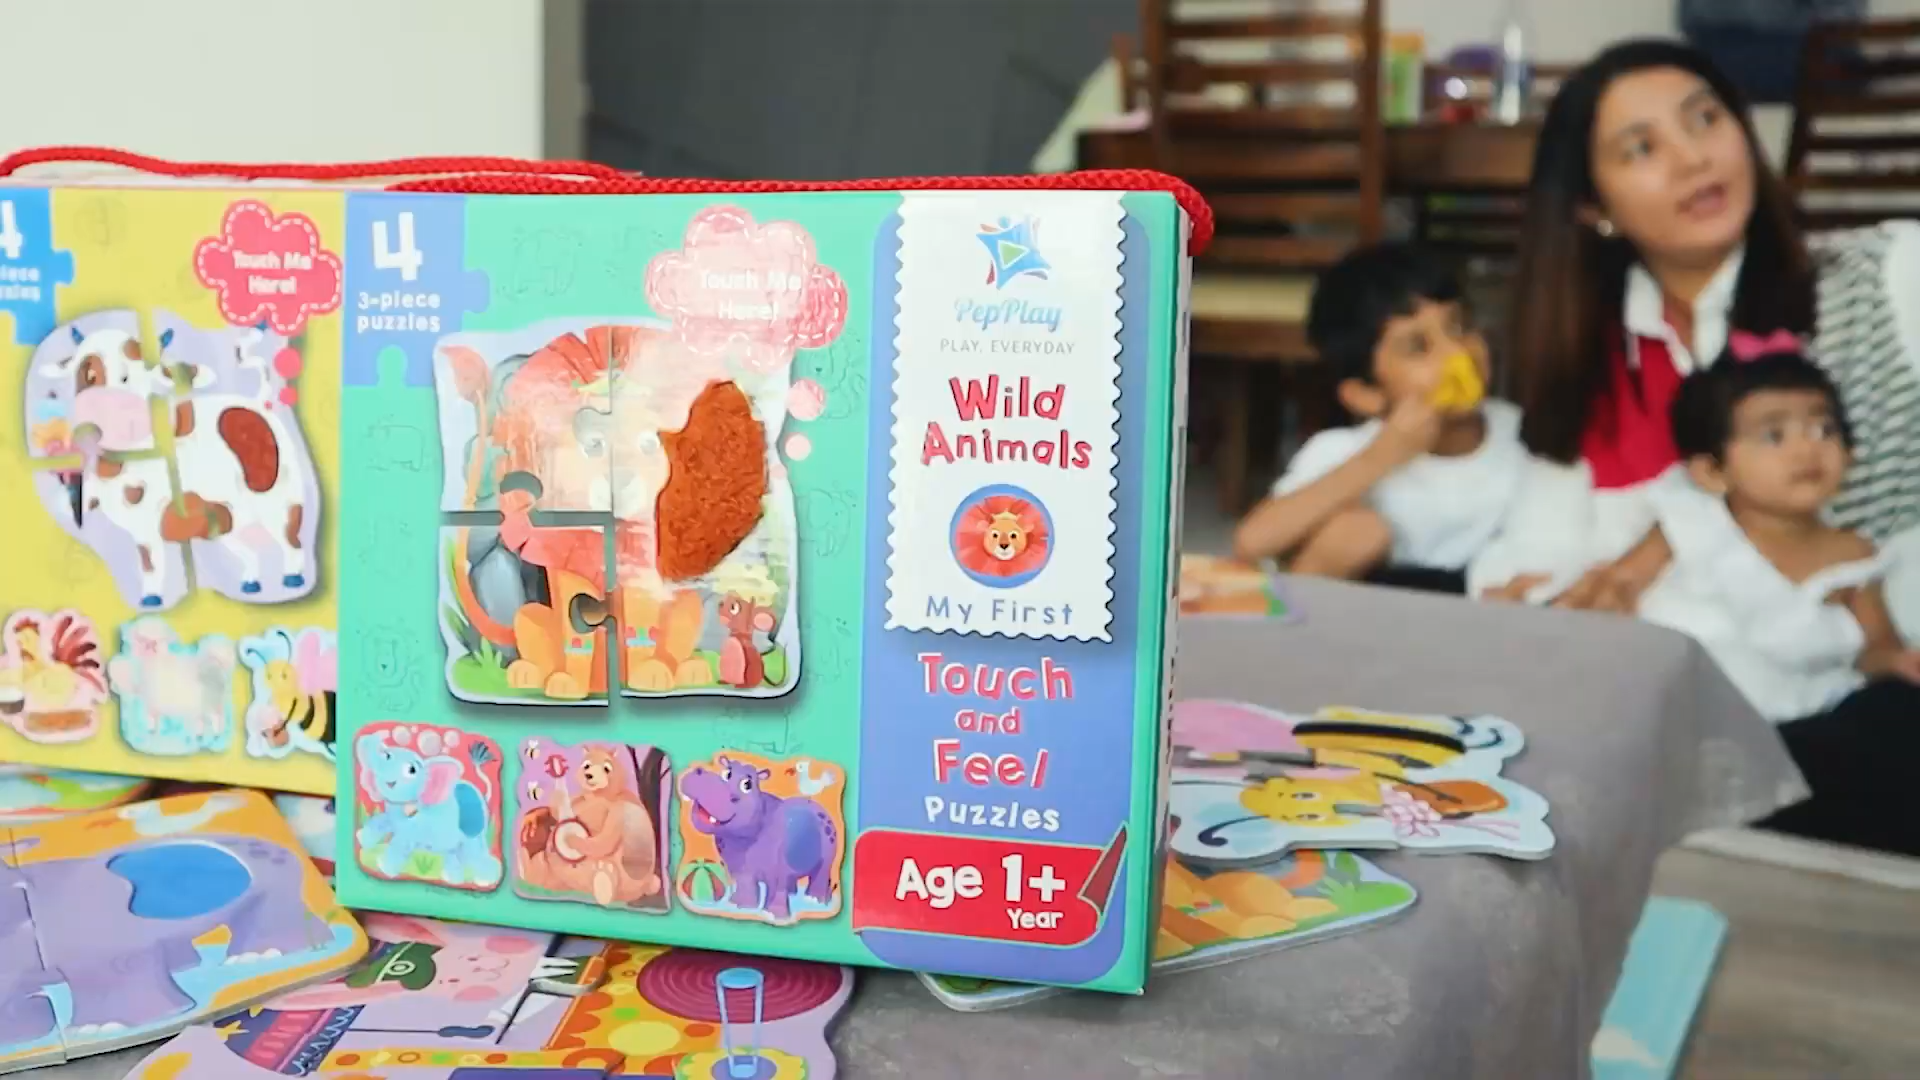 4
Touch Me
Here!
4
3-piece
puzzles
Touch Me
Here!
PepPlay
PLAY, EVERYDAY
Wild
Animals
My First
Touch
and
Feel
Puzzles
Age 1+
Year